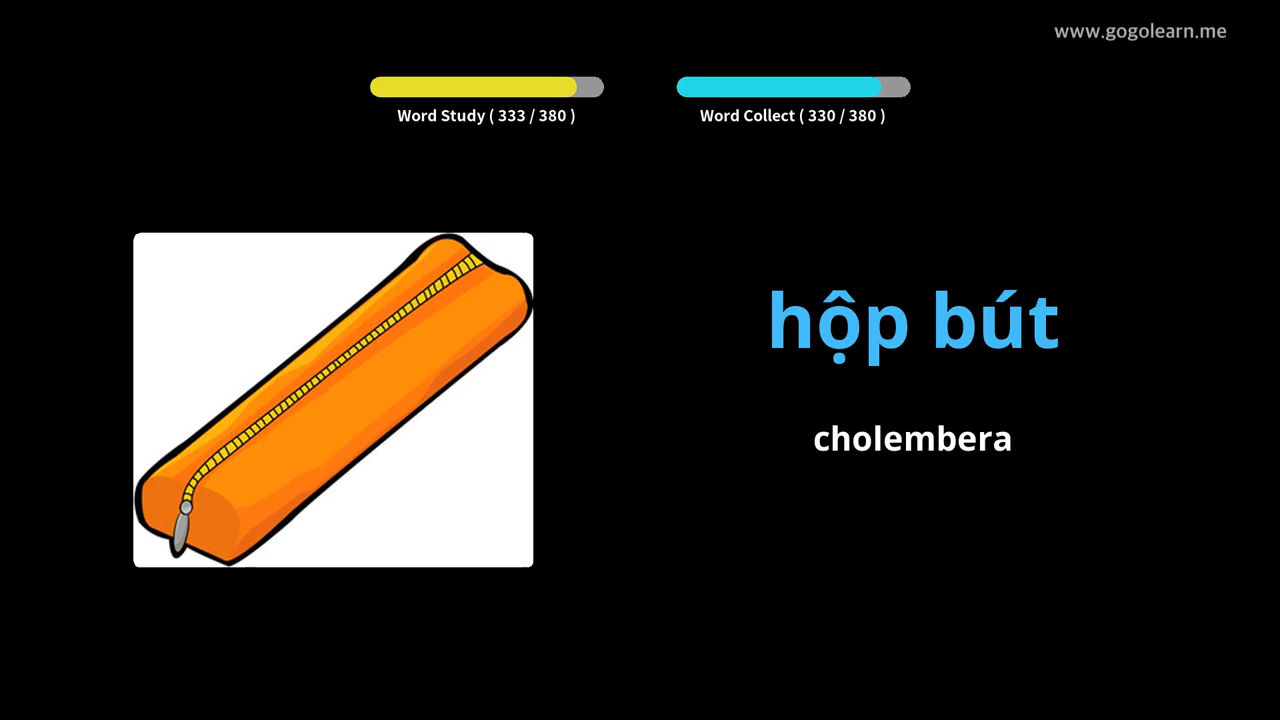 www.gogolearn.me
Word Study ( 333 / 380 )
Word Collect ( 330 / 380 )
hộp bút
cholembera